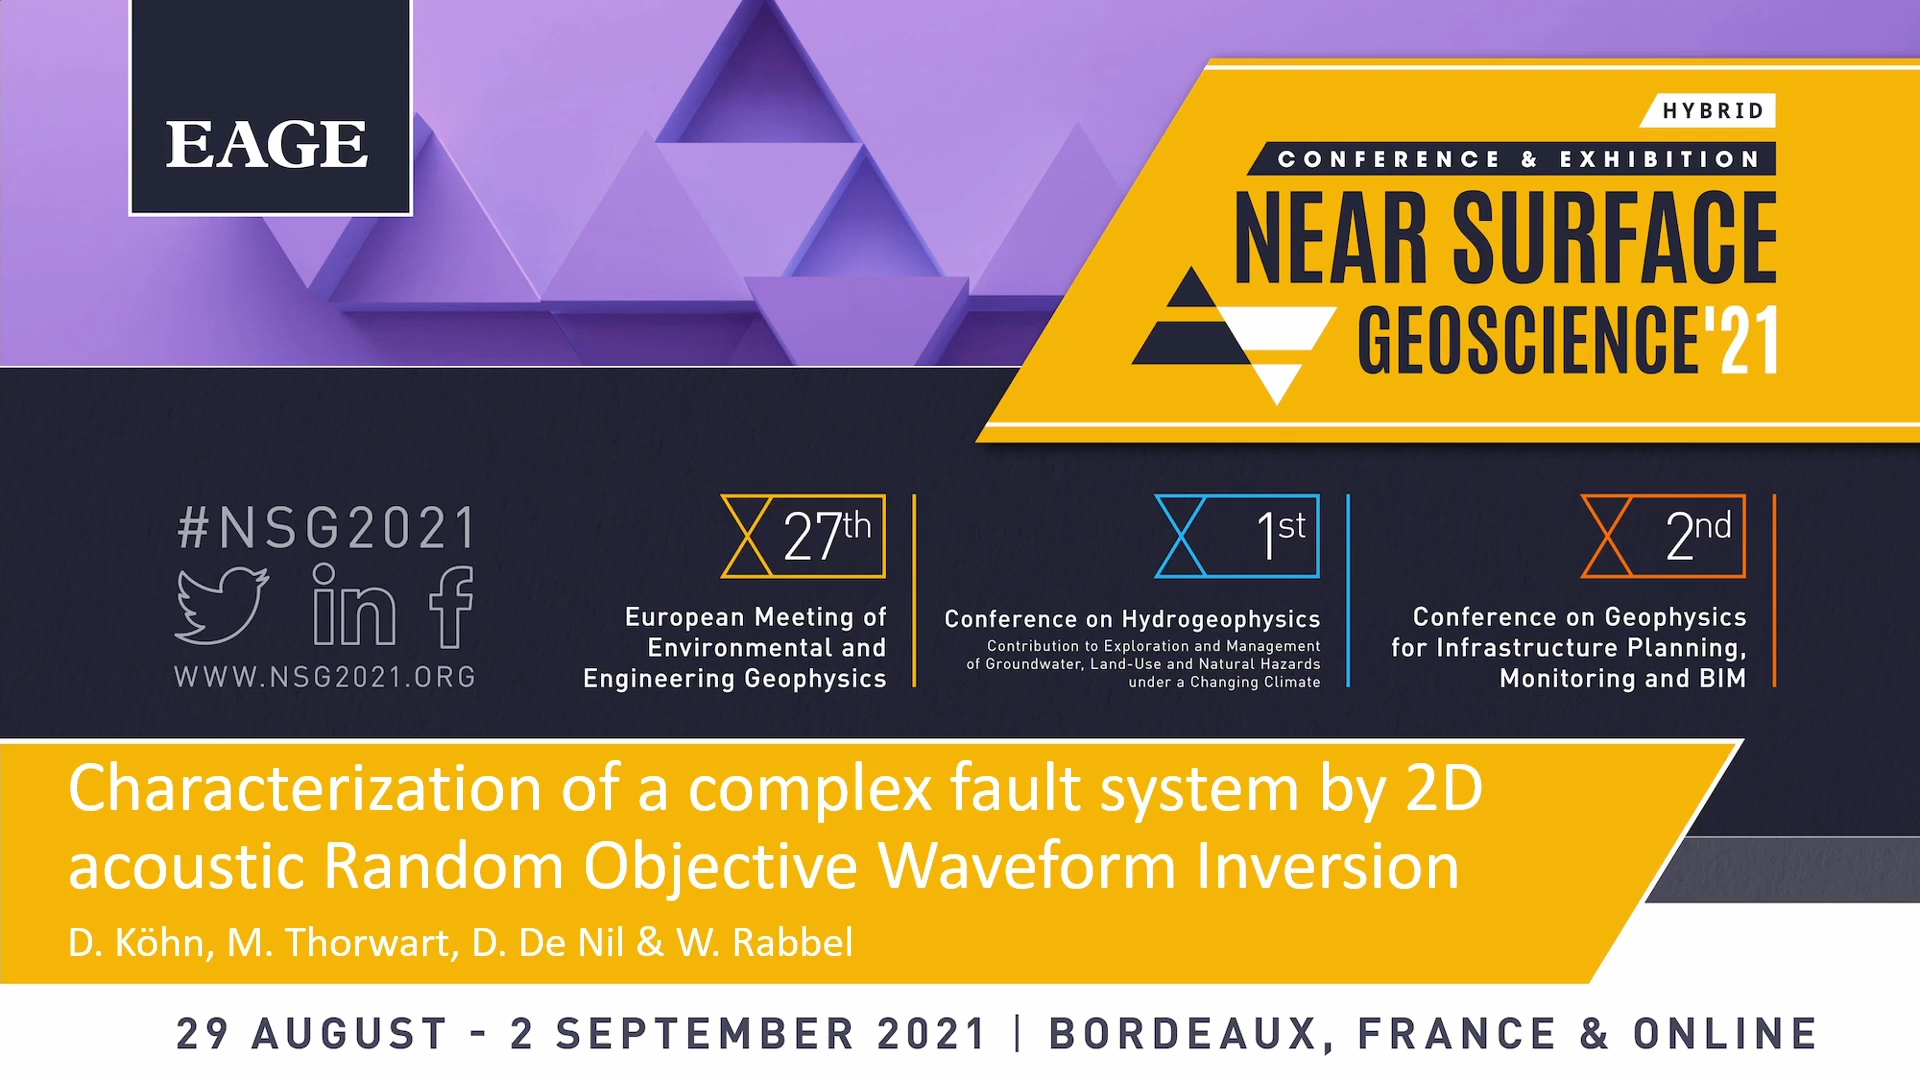 EAGE
HYBRID
CONFERENCE & EXHIBITION
NEAR SURFACE
GEOSCIENCE'21
#NSG2021
in f
WWW.NSG2021.ORG
27th
European Meeting of
Environmental and
Engineering Geophysics
1st
Conference on Hydrogeophysics
Contribution to Exploration and Management
of Groundwater, Land-Use and Natural Hazards
under a Changing Climate
2nd
Conference on Geophysics
for Infrastructure Planning,
Monitoring and BIM
Characterization of a complex fault system by 2D
acoustic Random Objective Waveform Inversion
D. Köhn, M. Thorwart, D. De Nil & W. Rabbel
29 AUGUST - 2 SEPTEMBER 2021 | BORDEAUX, FRANCE & ONLINE